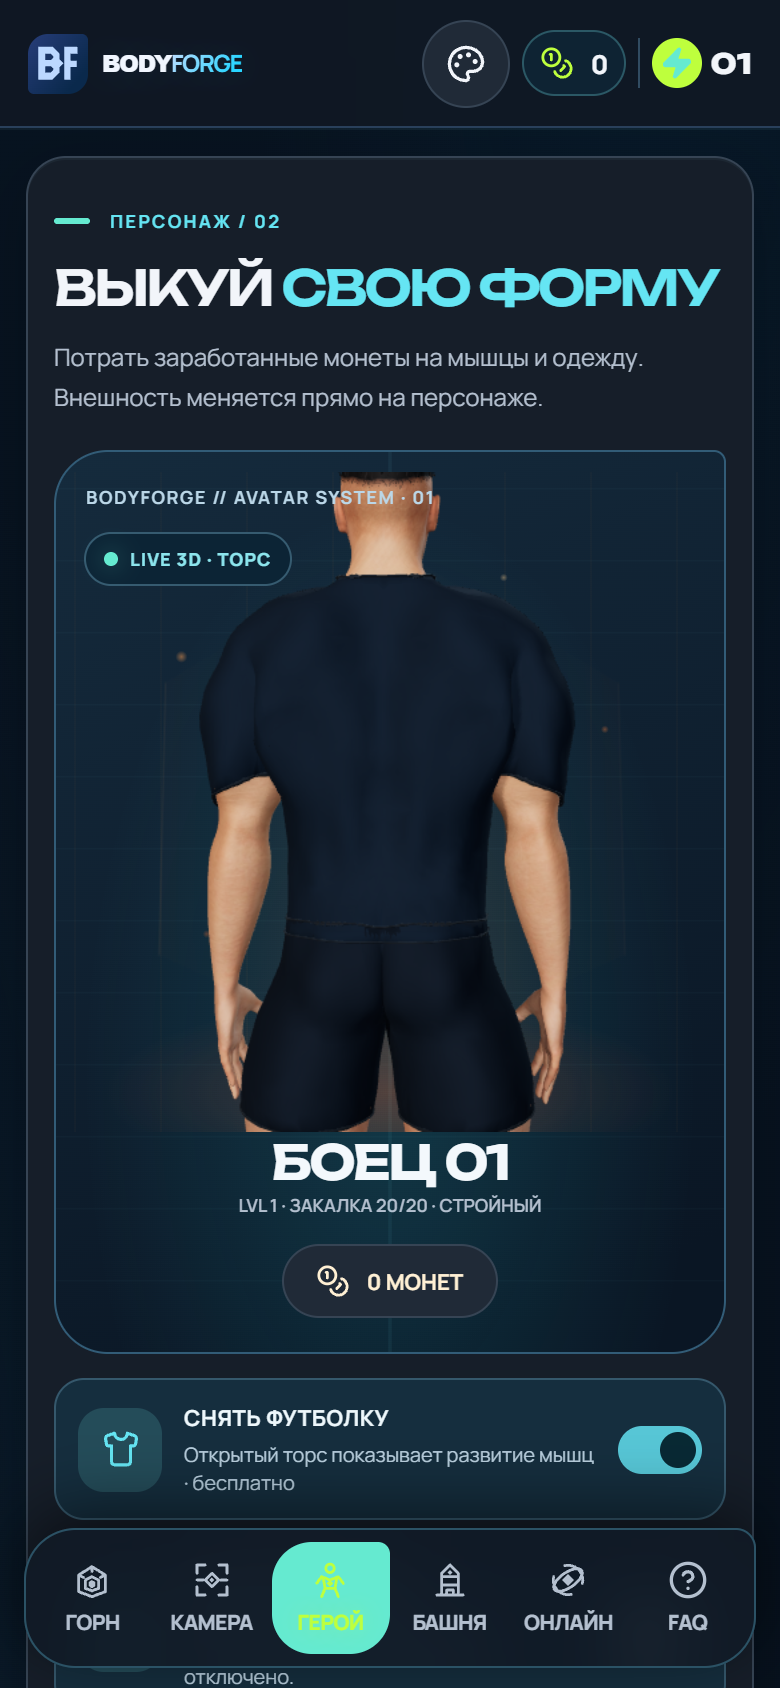 BF BODYFORGE
0
01
ПЕРСОНАЖ / 02
ВЫКУЙ СВОЮ ФОРМУ
Потрать заработанные монеты на мышцы и одежду.
Внешность меняется прямо на персонаже.
BODYFORGE // AVATAR SYSTEM · 01
LIVE 3D · ТОРС
БОЕЦ 01
LVL 1 · ЗАКАЛКА 20/20 · СТРОЙНЫЙ
0 МОНЕТ
СНЯТЬ ФУТБОЛКУ
Открытый торс показывает развитие мышц
· бесплатно
ГОРН
КАМЕРА
ГЕРОЙ
БАШНЯ
ОНЛАЙН
FAQ
отключено.